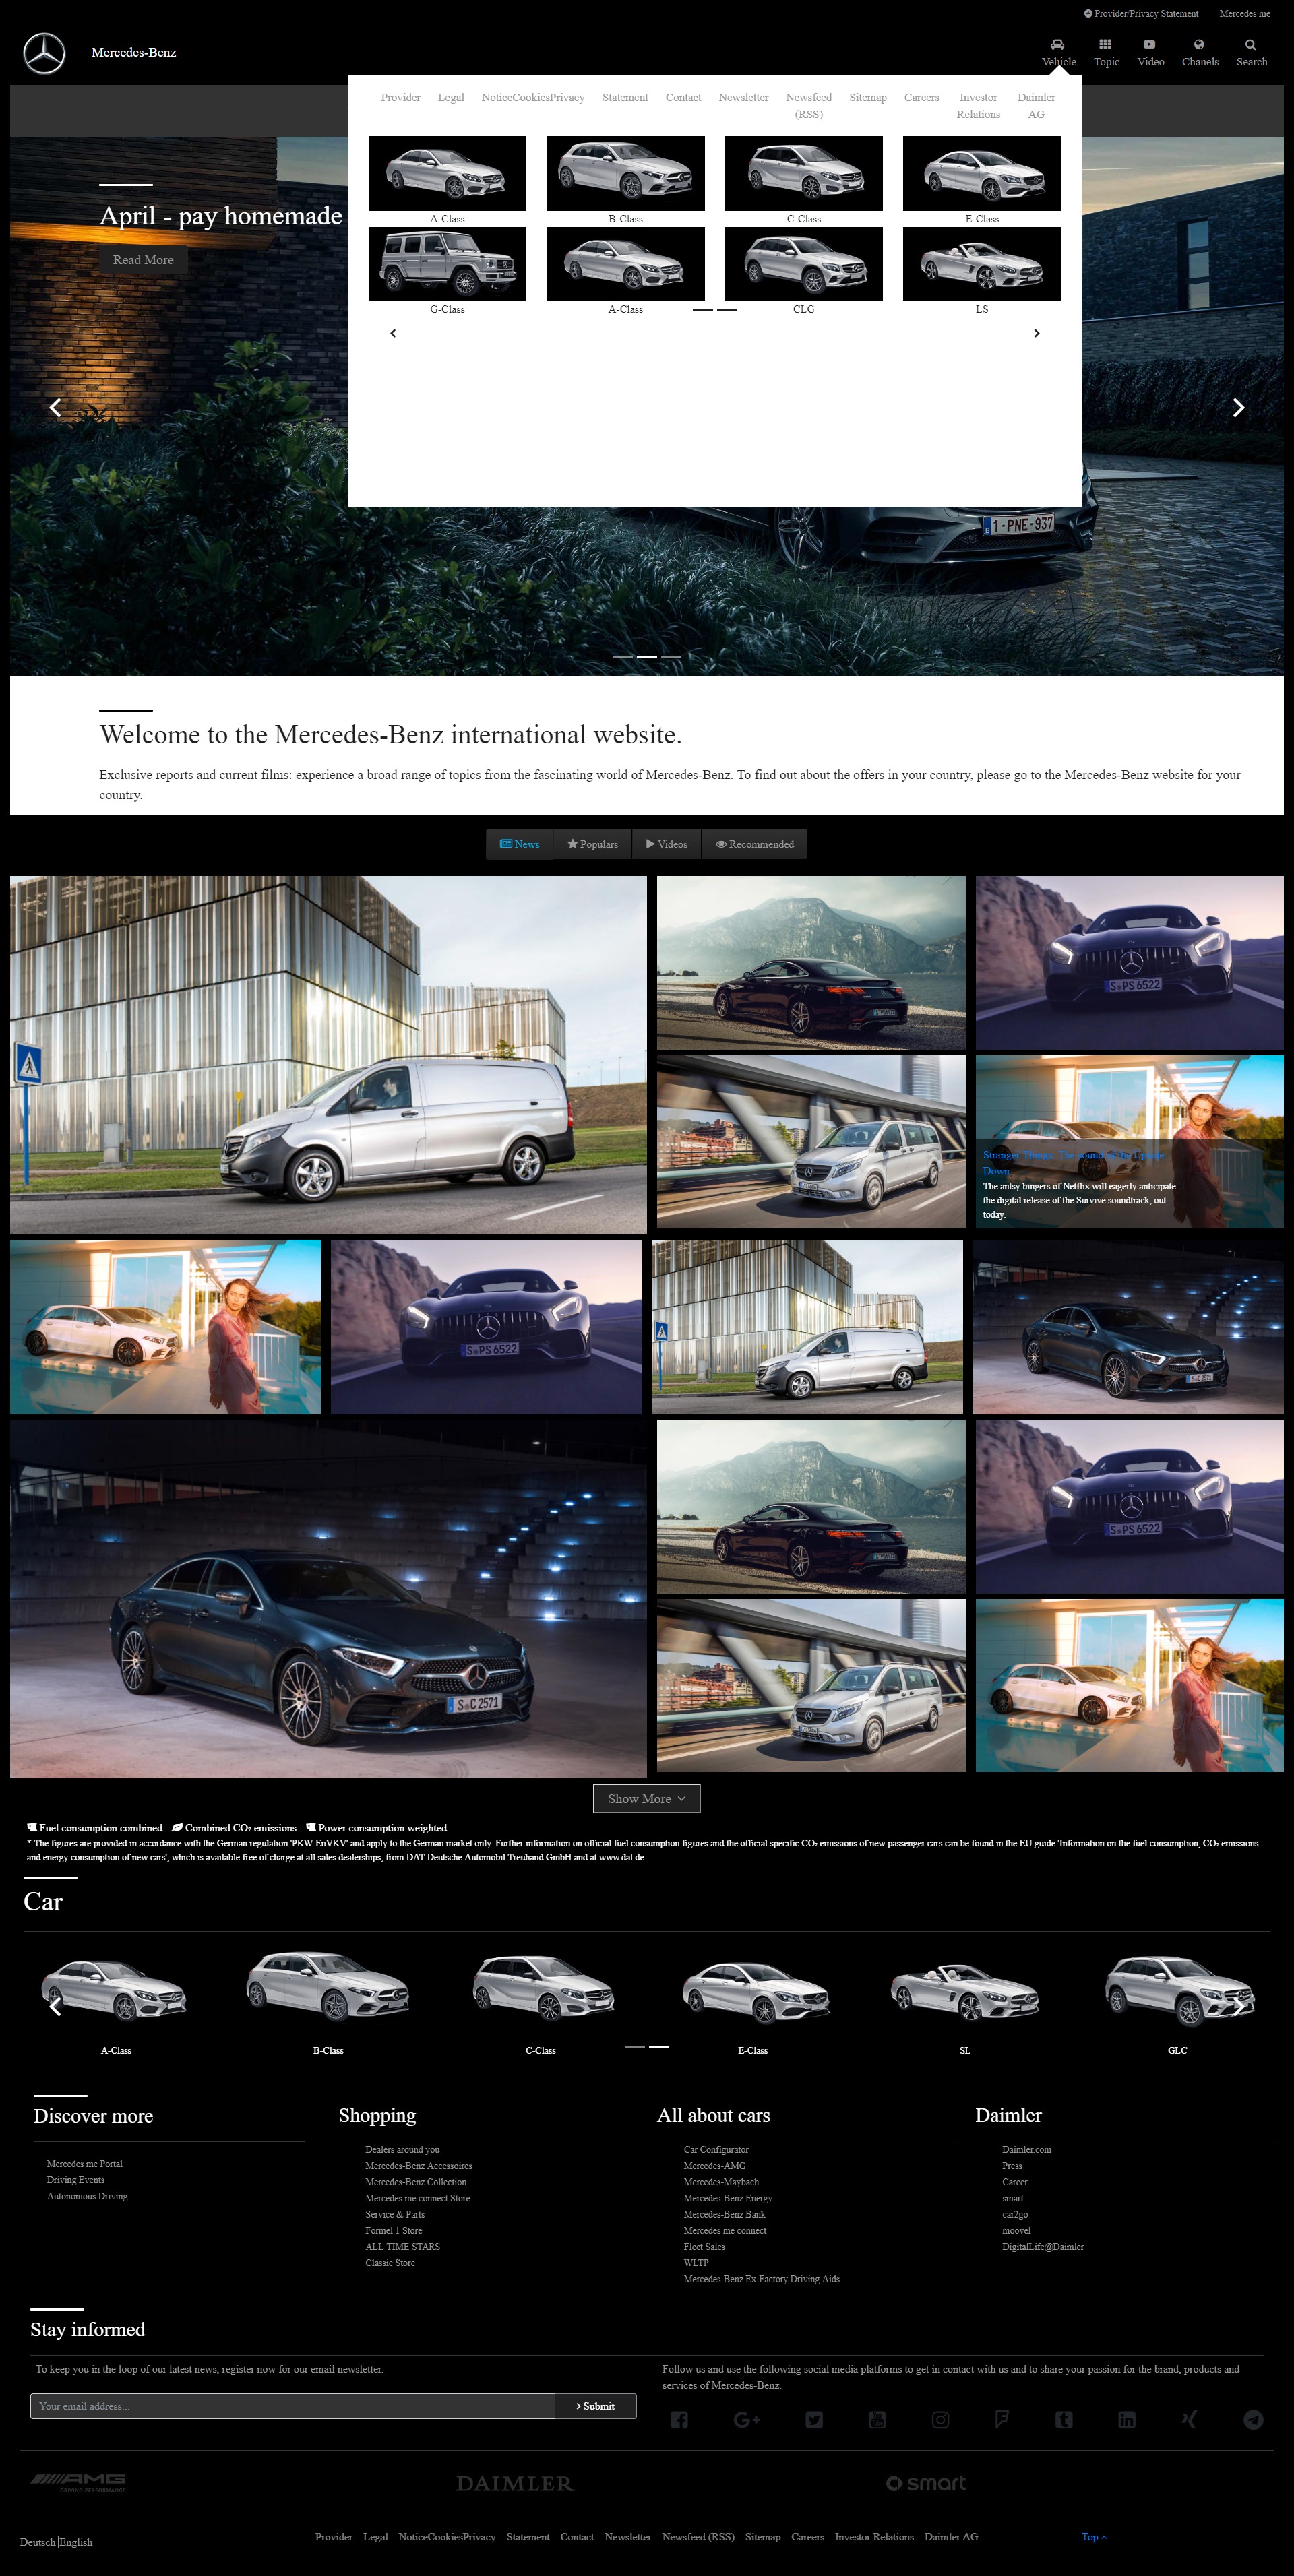 Provider/Privacy Statement Mercedes me
Mercedes-Benz
Vehicle Topic Video Chanels Search
Provider Legal NoticeCookiesPrivacy Statement Contact Newsletter Newsfeed (RSS) Sitemap Careers Investor Relations Daimler AG
A-Class B-Class C-Class E-Class
G-Class A-Class CLG LS
April - pay homemade
Read More
1-PNE-937
Welcome to the Mercedes-Benz international website.
Exclusive reports and current films: experience a broad range of topics from the fascinating world of Mercedes-Benz. To find out about the offers in your country, please go to the Mercedes-Benz website for your
country.
News Populars Videos Recommended
S PS 6522
Stranger Things: The sound of the Upside
Down
The antsy bingers of Netflix will eagerly anticipate
the digital release of the Survive soundtrack, out
today.
S PS 6522
S C 2571
S PS 6522
S C 2571
Show More
Fuel consumption combined Combined CO₂ emissions Power consumption weighted
* The figures are provided in accordance with the German regulation 'PKW-EnVKV' and apply to the German market only. Further information on official fuel consumption figures and the official specific CO₂ emissions of new passenger cars can be found in the EU guide 'Information on the fuel consumption, CO₂ emissions
and energy consumption of new cars', which is available free of charge at all sales dealerships, from DAT Deutsche Automobil Treuhand GmbH and at www.dat.de.
Car
A-Class B-Class C-Class E-Class SL GLC
Discover more
Mercedes me Portal
Driving Events
Autonomous Driving
Shopping
Dealers around you
Mercedes-Benz Accessoires
Mercedes-Benz Collection
Mercedes me connect Store
Service & Parts
Formel 1 Store
ALL TIME STARS
Classic Store
All about cars
Car Configurator
Mercedes-AMG
Mercedes-Maybach
Mercedes-Benz Energy
Mercedes-Benz Bank
Mercedes me connect
Fleet Sales
WLTP
Mercedes-Benz Ex-Factory Driving Aids
Daimler
Daimler.com
Press
Career
smart
car2go
moovel
DigitalLife@Daimler
Stay informed
To keep you in the loop of our latest news, register now for our email newsletter.
Your email address... Submit
Follow us and use the following social media platforms to get in contact with us and to share your passion for the brand, products and
services of Mercedes-Benz.
AMG
DRIVING PERFORMANCE
DAIMLER
smart
Deutsch English
Provider Legal NoticeCookiesPrivacy Statement Contact Newsletter Newsfeed (RSS) Sitemap Careers Investor Relations Daimler AG
Top